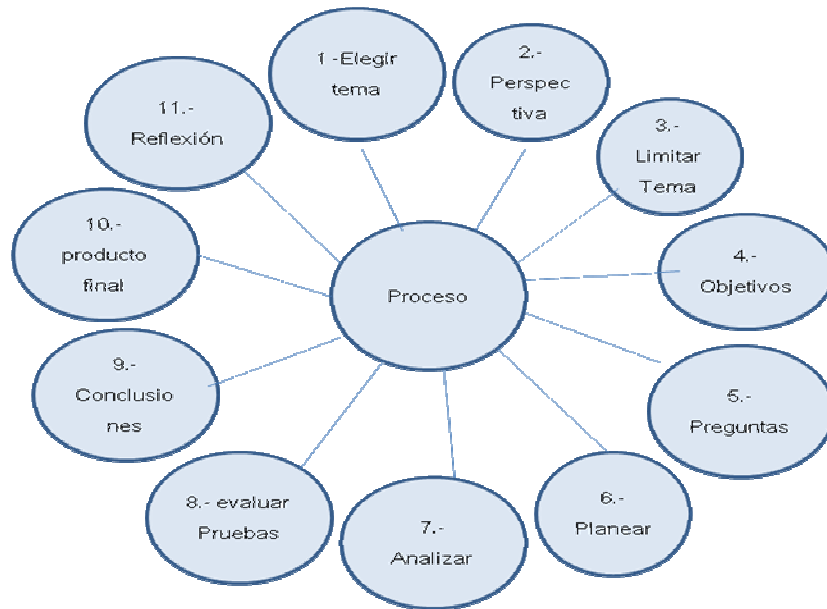 1 -Elegir
tema
2.-
Perspec
tiva
3.-
Limitar
Tema
4.-
Objetivos
5.-
Preguntas
6.-
Planear
7.-
Analizar
8.- evaluar
Pruebas
9.-
Conclusio
nes
10.-
producto
final
11.-
Reflexión
Proceso